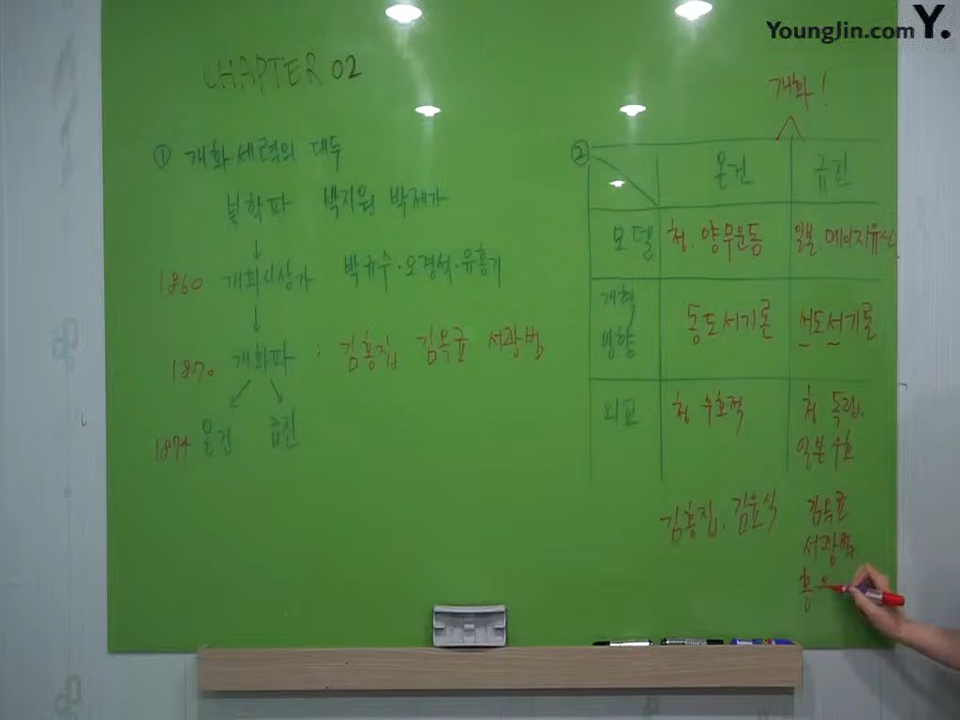 YoungJin.com Y.
CHAPTER 02
① 개화 세력의 대두
북학파 박지원 박제가
↓
1860 개화사상가 박규수·오경석·유홍기
↓
1870 개화파 : 김홍집 김옥균 서광범
1874 온건 급진
개화!
② 온건 급진
모델 청. 양무운동 일본. 메이지유신
개혁 방향 동도서기론 서도서기론
외교 청 우호적 청 독립.
일본 우호
김홍집. 김윤식 김옥균
서광범
홍